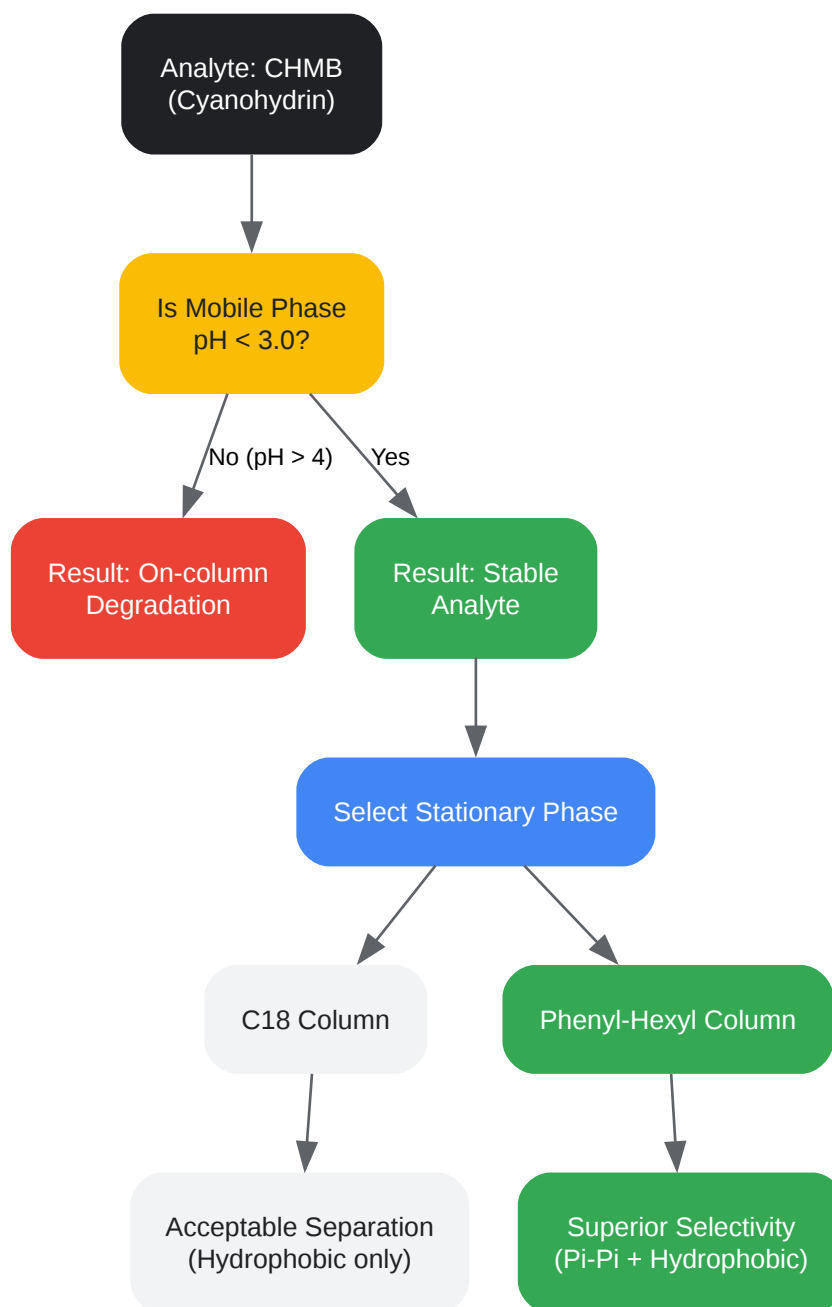 Analyte: CHMB
(Cyanohydrin)
Is Mobile Phase
pH < 3.0?
No (pH > 4)
Yes
Result: On-column
Degradation
Result: Stable
Analyte
Select Stationary Phase
C18 Column
Phenyl-Hexyl Column
Acceptable Separation
(Hydrophobic only)
Superior Selectivity
(Pi-Pi + Hydrophobic)